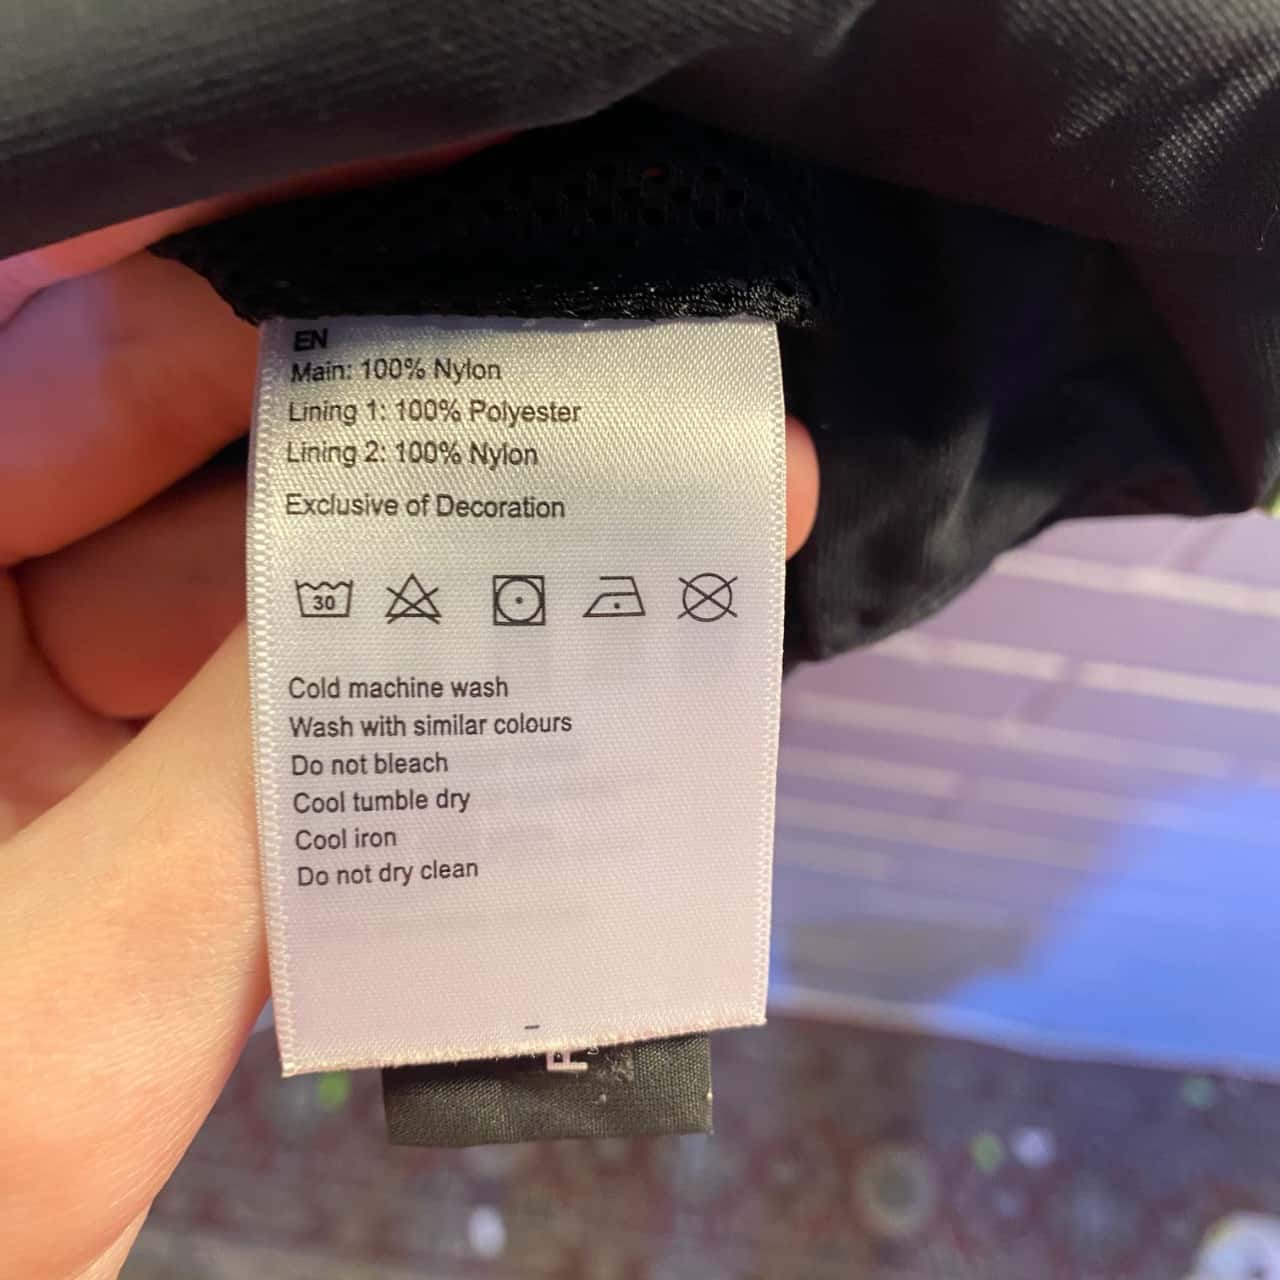 EN
Main: 100% Nylon
Lining 1: 100% Polyester
Lining 2: 100% Nylon
Exclusive of Decoration
30
Cold machine wash
Wash with similar colours
Do not bleach
Cool tumble dry
Cool iron
Do not dry clean